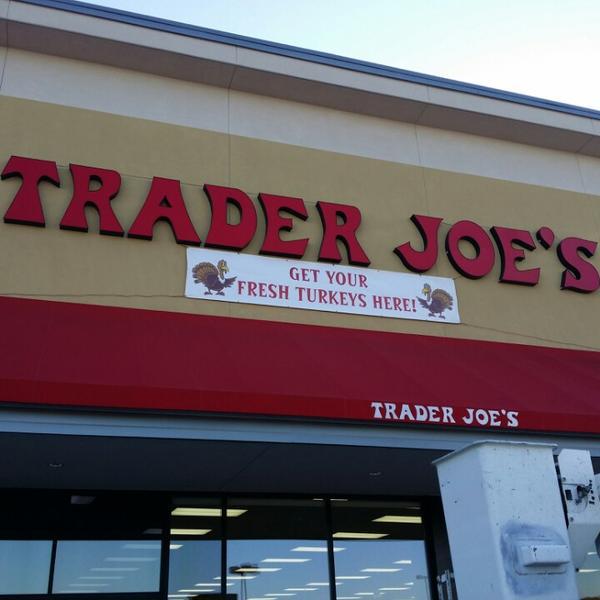 TRADER JOE'S
GET YOUR
FRESH TURKEYS HERE!
TRADER JOE'S